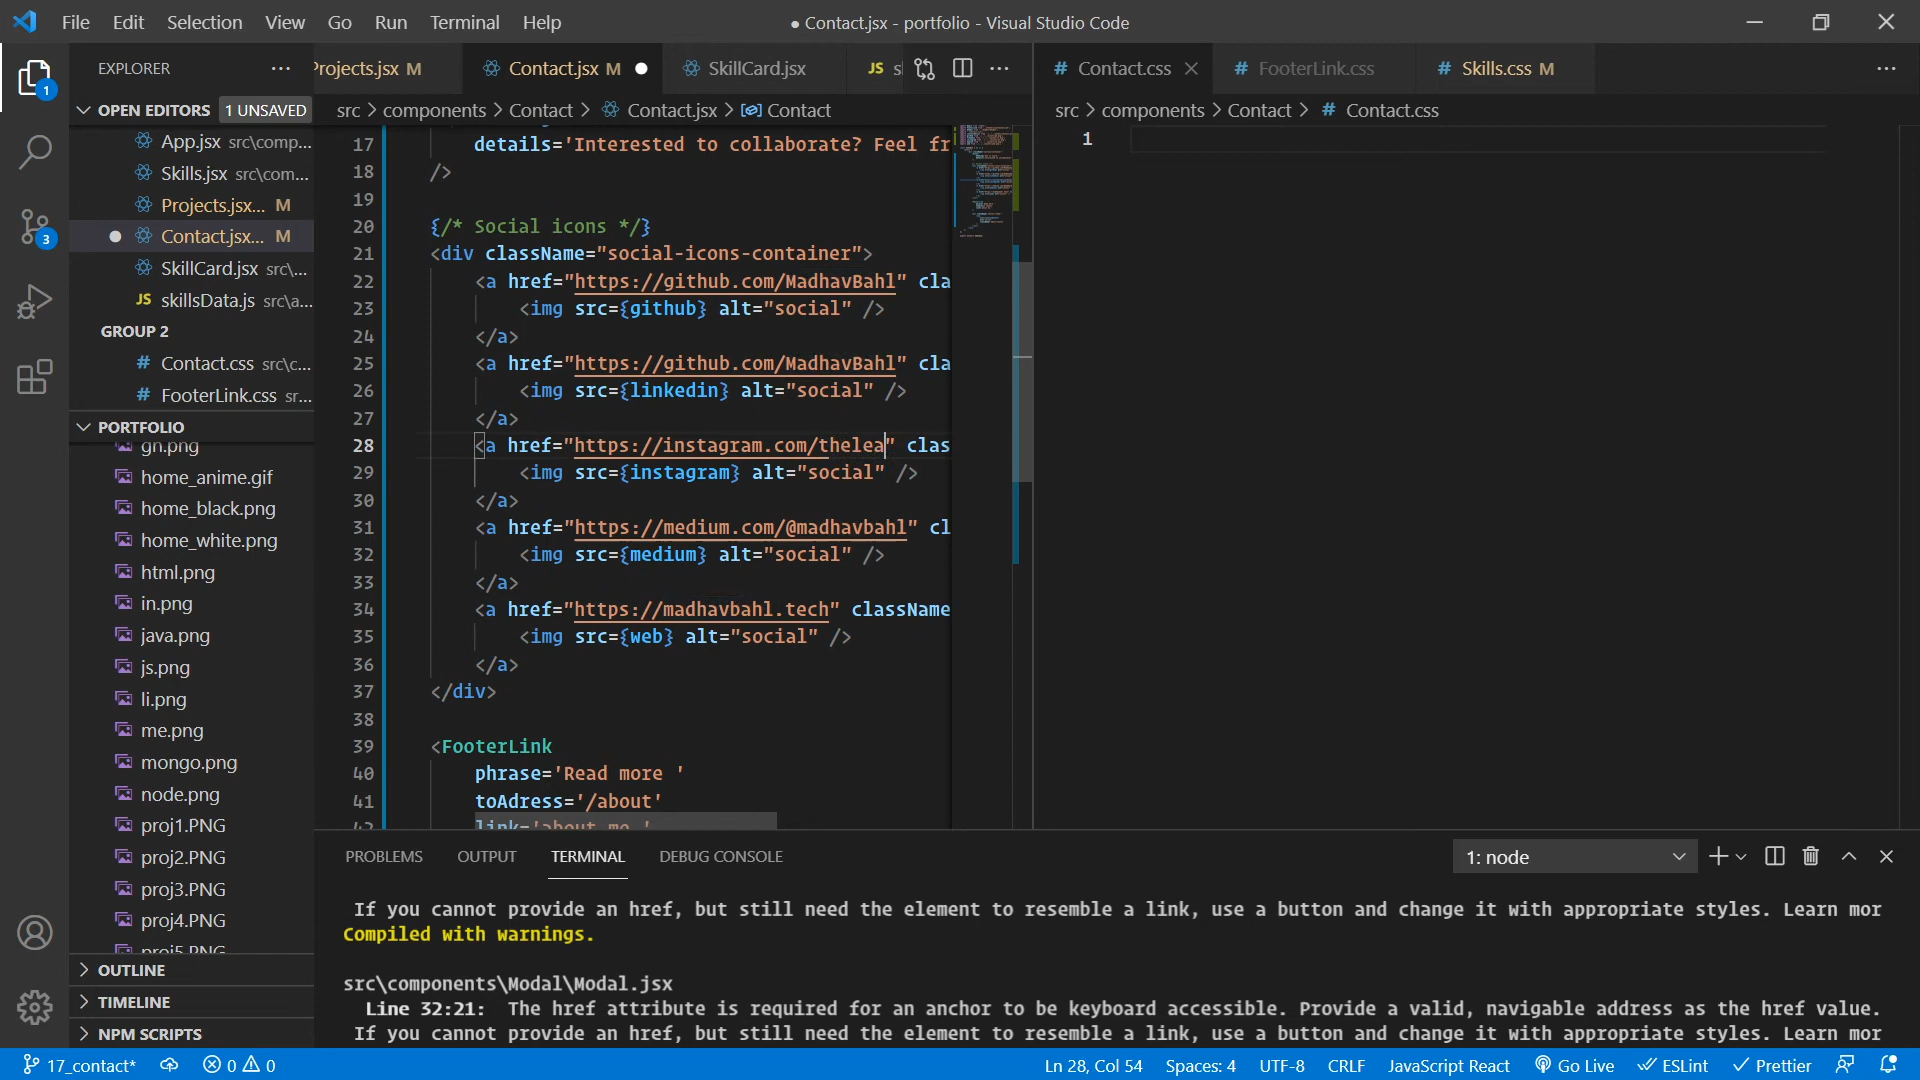 File Edit Selection View Go Run Terminal Help
● Contact.jsx - portfolio - Visual Studio Code
EXPLORER
Projects.jsx M
Contact.jsx M
SkillCard.jsx
JS
Contact.css
FooterLink.css
Skills.css M
OPEN EDITORS 1 UNSAVED
src > components > Contact > Contact.jsx > Contact
src > components > Contact > # Contact.css
App.jsx src\comp...
Skills.jsx src\com...
Projects.jsx... M
Contact.jsx... M
SkillCard.jsx src\...
JS skillsData.js src\a...
GROUP 2
# Contact.css src\c...
# FooterLink.css sr...
PORTFOLIO
gh.png
home_anime.gif
home_black.png
home_white.png
html.png
in.png
java.png
js.png
li.png
me.png
mongo.png
node.png
proj1.PNG
proj2.PNG
proj3.PNG
proj4.PNG
proj5.PNG
OUTLINE
TIMELINE
NPM SCRIPTS
1
3
17 details='Interested to collaborate? Feel fr
18 />
19
20 {/* Social icons */}
21 <div className="social-icons-container">
22 <a href="https://github.com/MadhavBahl" cla
23 <img src={github} alt="social" />
24 </a>
25 <a href="https://github.com/MadhavBahl" cla
26 <img src={linkedin} alt="social" />
27 </a>
28 <a href="https://instagram.com/thelea" clas
29 <img src={instagram} alt="social" />
30 </a>
31 <a href="https://medium.com/@madhavbahl" cl
32 <img src={medium} alt="social" />
33 </a>
34 <a href="https://madhavbahl.tech" className
35 <img src={web} alt="social" />
36 </a>
37 </div>
38
39 <FooterLink
40 phrase='Read more '
41 toAdress='/about'
42 link='about me '
1
PROBLEMS OUTPUT TERMINAL DEBUG CONSOLE
1: node
If you cannot provide an href, but still need the element to resemble a link, use a button and change it with appropriate styles. Learn mor
Compiled with warnings.
src\components\Modal\Modal.jsx
Line 32:21: The href attribute is required for an anchor to be keyboard accessible. Provide a valid, navigable address as the href value.
If you cannot provide an href, but still need the element to resemble a link, use a button and change it with appropriate styles. Learn mor
17_contact* 0 0 Ln 28, Col 54 Spaces: 4 UTF-8 CRLF JavaScript React Go Live ESLint Prettier